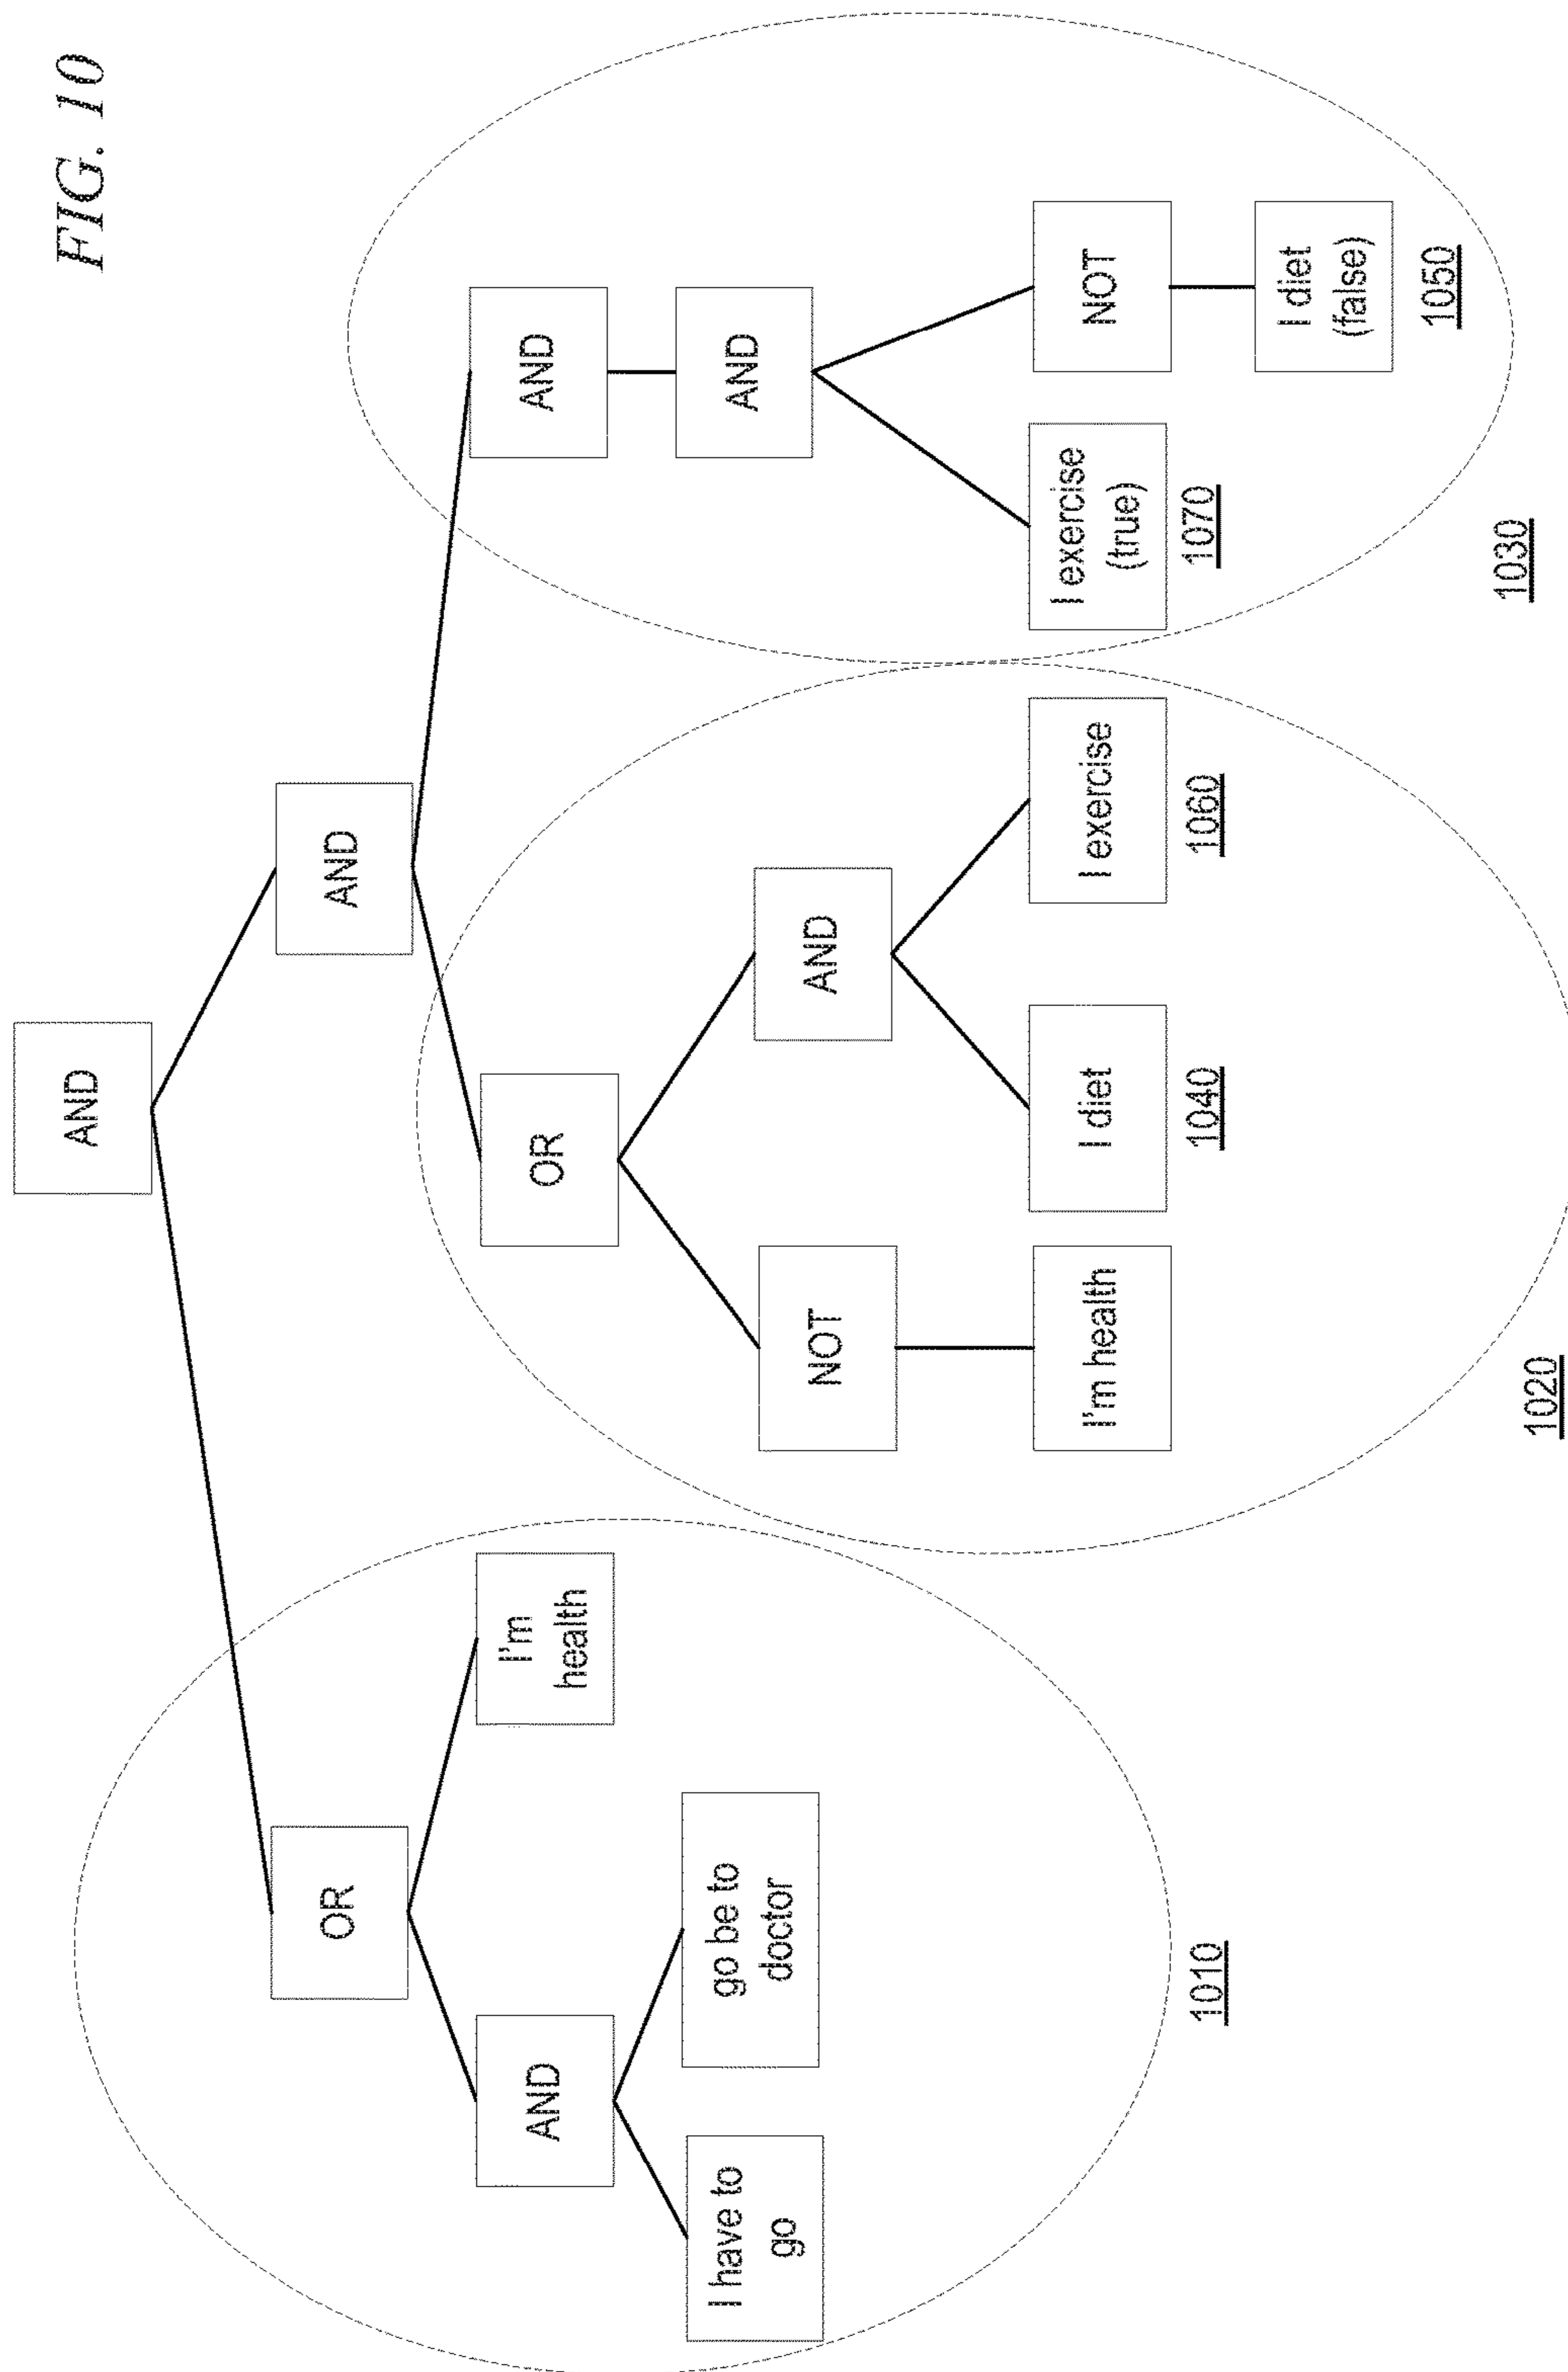 FIG. 10
AND
OR
AND
AND
I'm
health
I have to
go
go be to
doctor
1010
OR
AND
NOT
AND
AND
I'm health
I diet
1040
I exercise
1060
1020
I exercise
(true)
1070
NOT
I diet
(false)
1050
1030